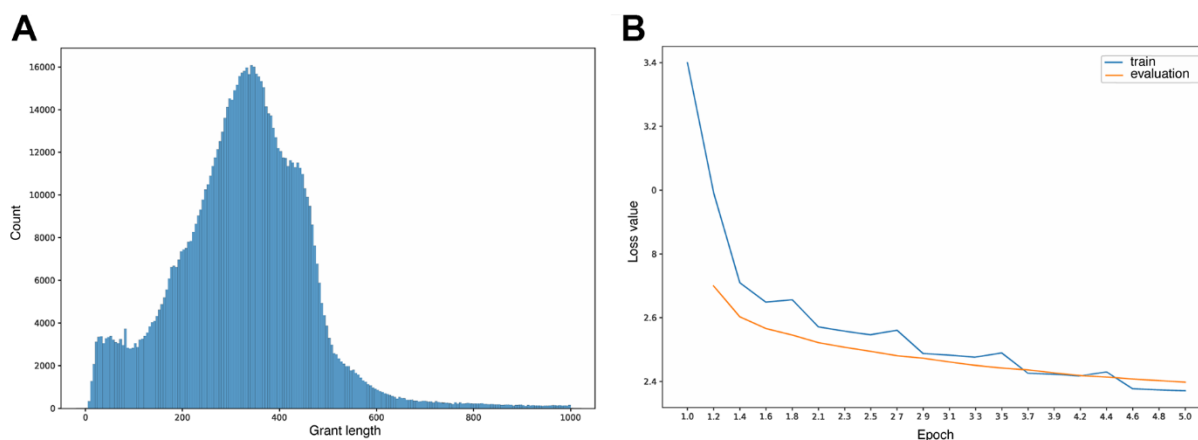 A
16000
14000
12000
10000
8000
6000
4000
2000
0
Count
0 200 400 600 800 1000
Grant length
B
train
evaluation
3.4
3.2
0
8
2.6
2.4
Loss value
1.0 1.2 1.4 1.6 1.8 2.1 2.3 2.5 2.7 2.9 3 1 3 3 3.5 3.7 3.9 4.2 4.4 4.6 4.8 5.0
Epoch